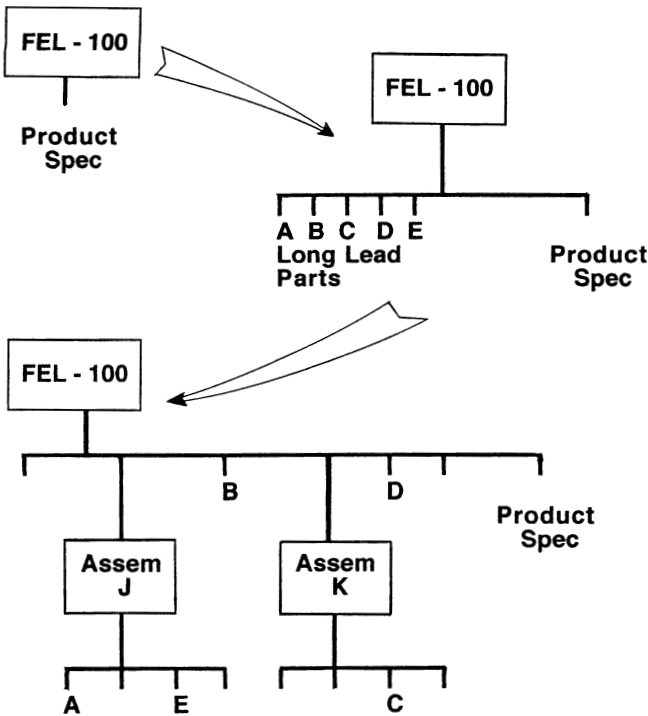 FEL - 100
Product
Spec
FEL - 100
A B C D E
Long Lead
Parts
Product
Spec
FEL - 100
B
D
Product
Spec
Assem
J
Assem
K
A
E
C